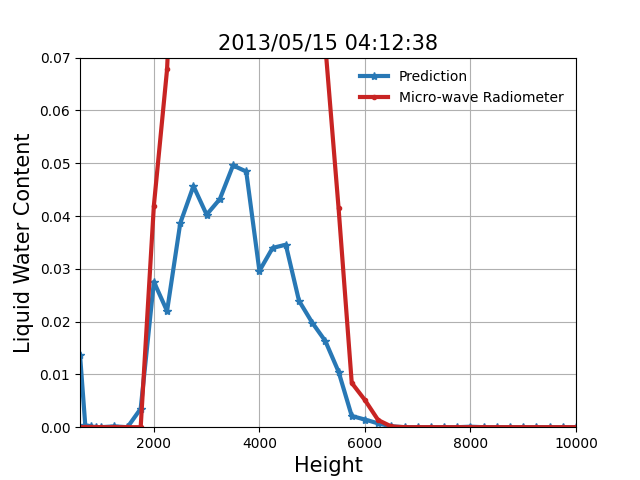 2013/05/15 04:12:38
Prediction
Micro-wave Radiometer
Liquid Water Content
0.07
0.06
0.05
0.04
0.03
0.02
0.01
0.00
2000 4000 6000 8000 10000
Height